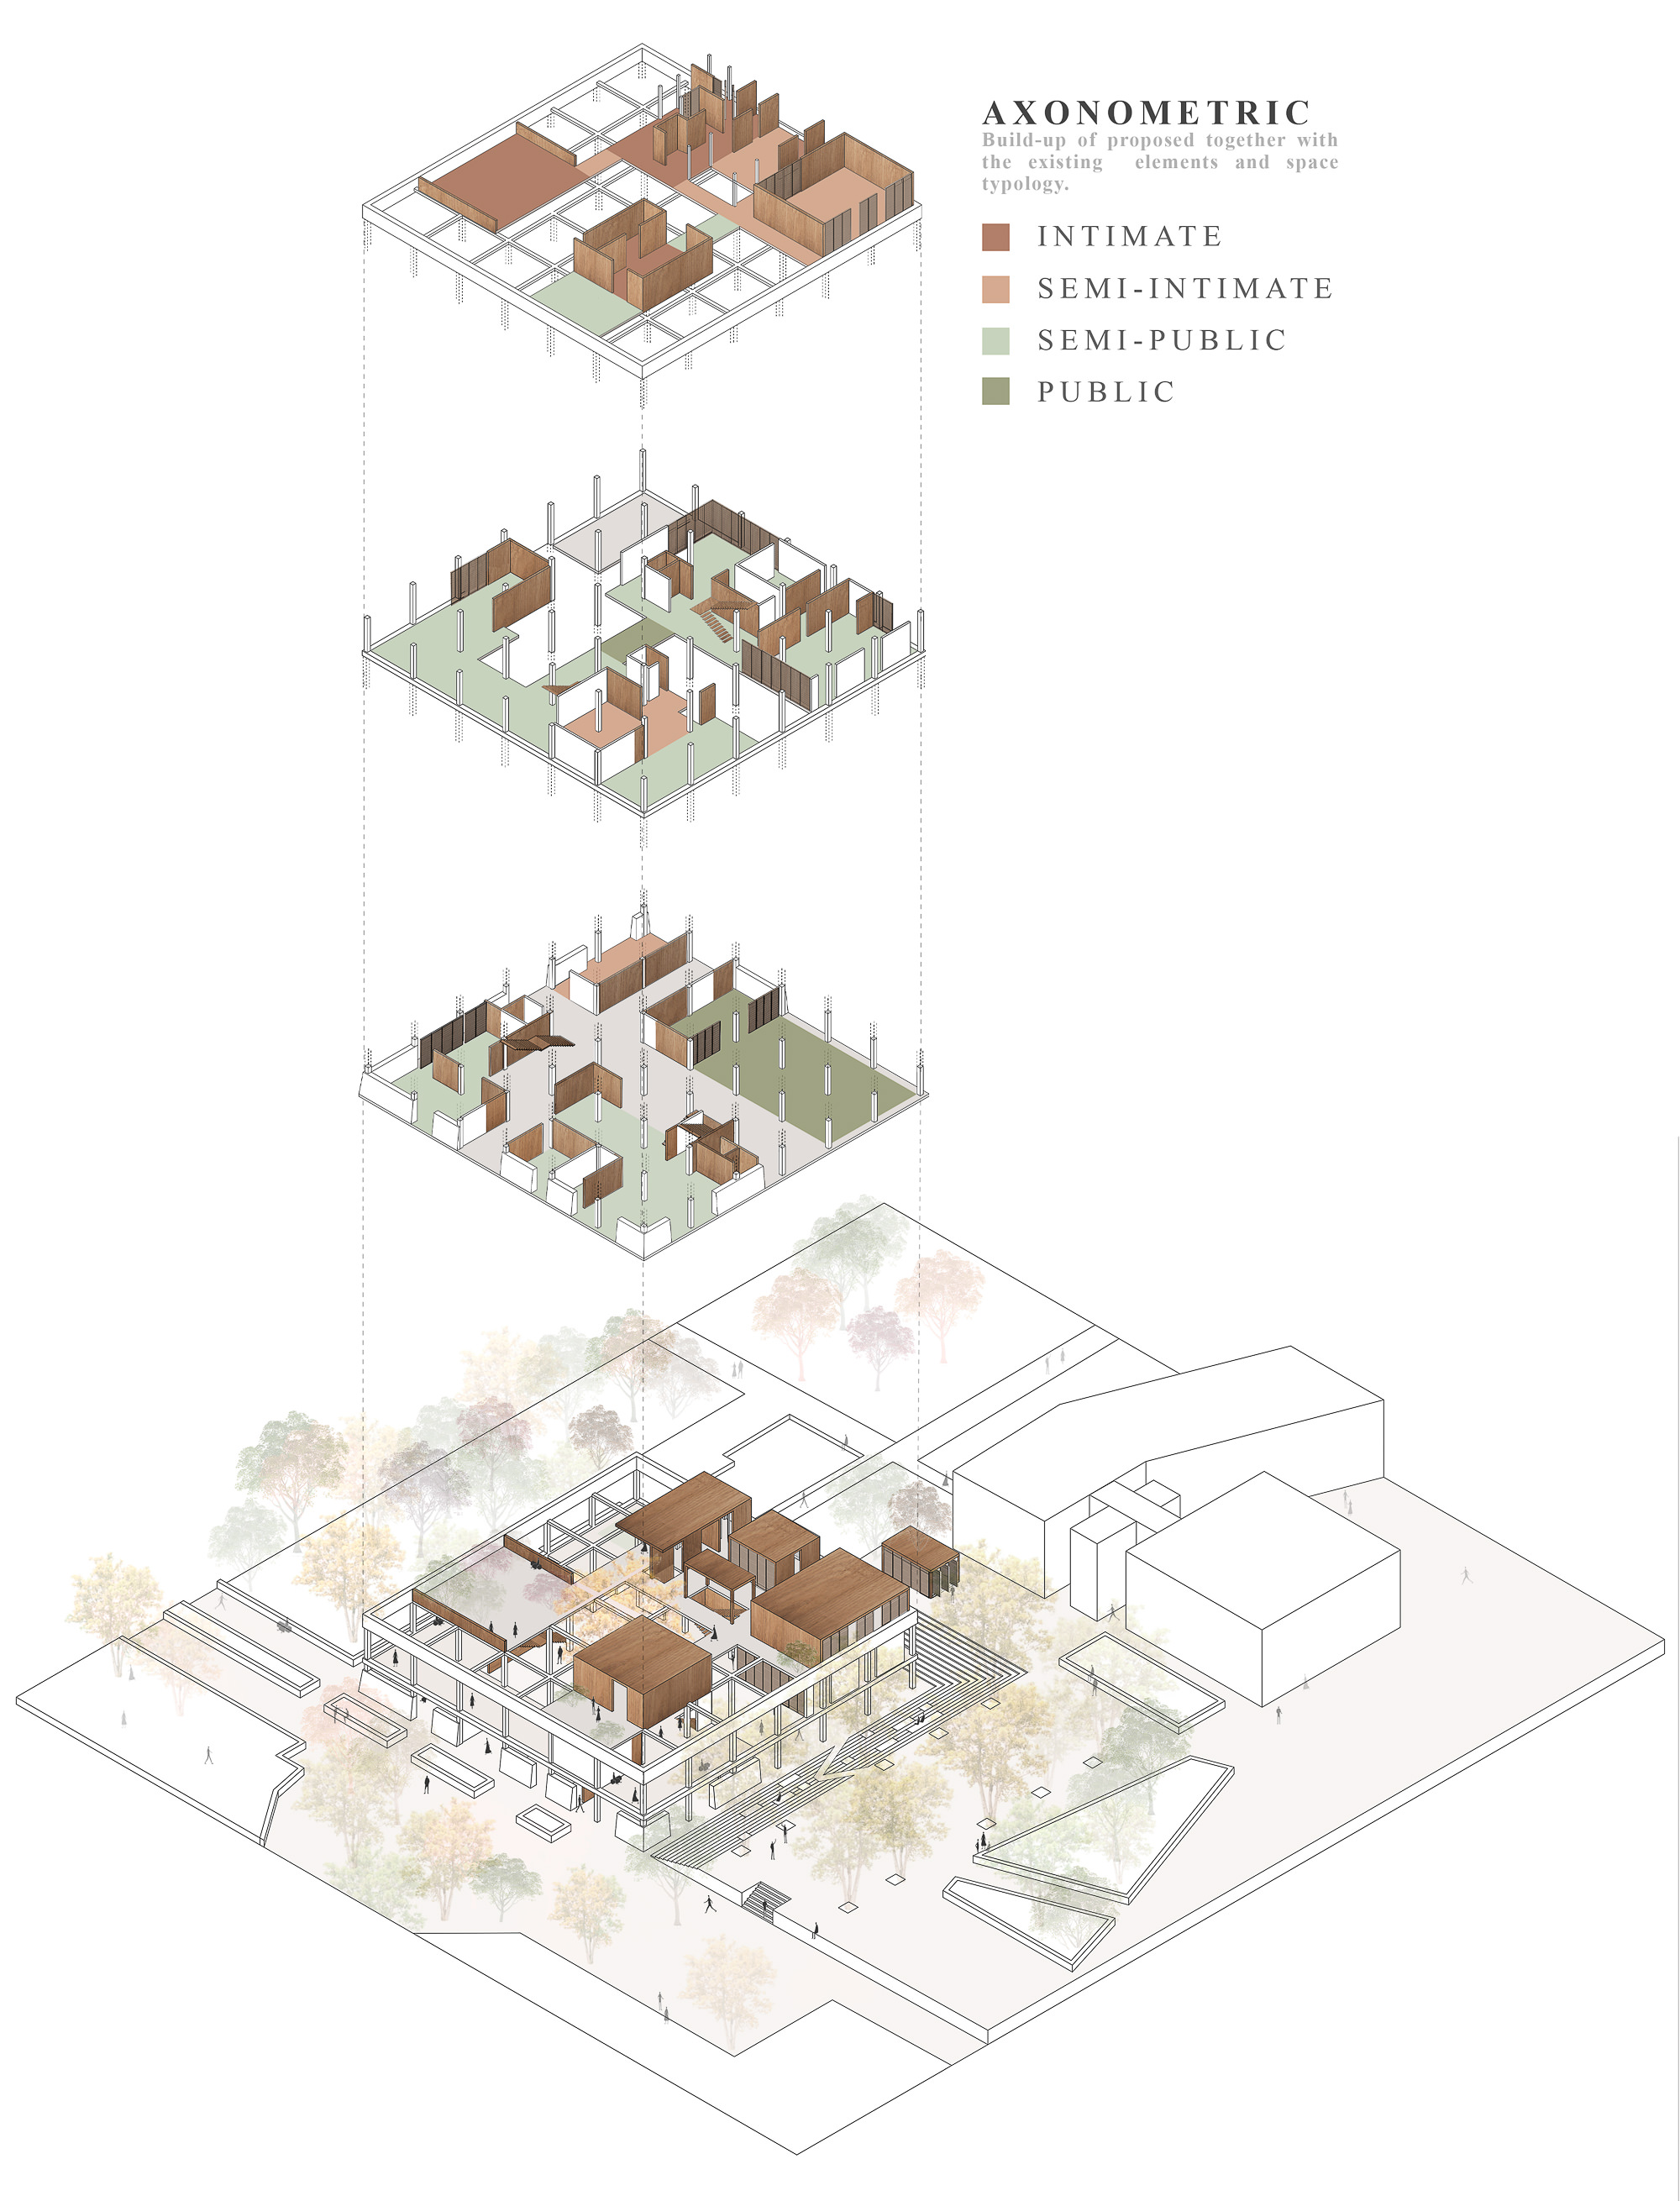 AXONOMETRIC
Build-up of proposed together with
the existing elements and space
typology.
INTIMATE
SEMI-INTIMATE
SEMI-PUBLIC
PUBLIC